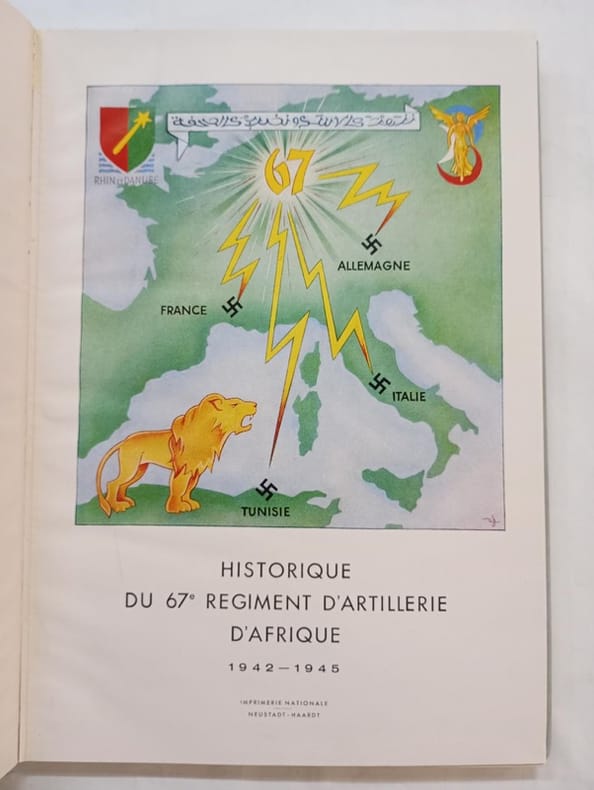 RHIN ET DANUBE
67
ALLEMAGNE
FRANCE
ITALIE
TUNISIE
HISTORIQUE
DU 67e REGIMENT D'ARTILLERIE
D'AFRIQUE
1942-1945
IMPRIMERIE NATIONALE
NEUSTADT-HAARDT